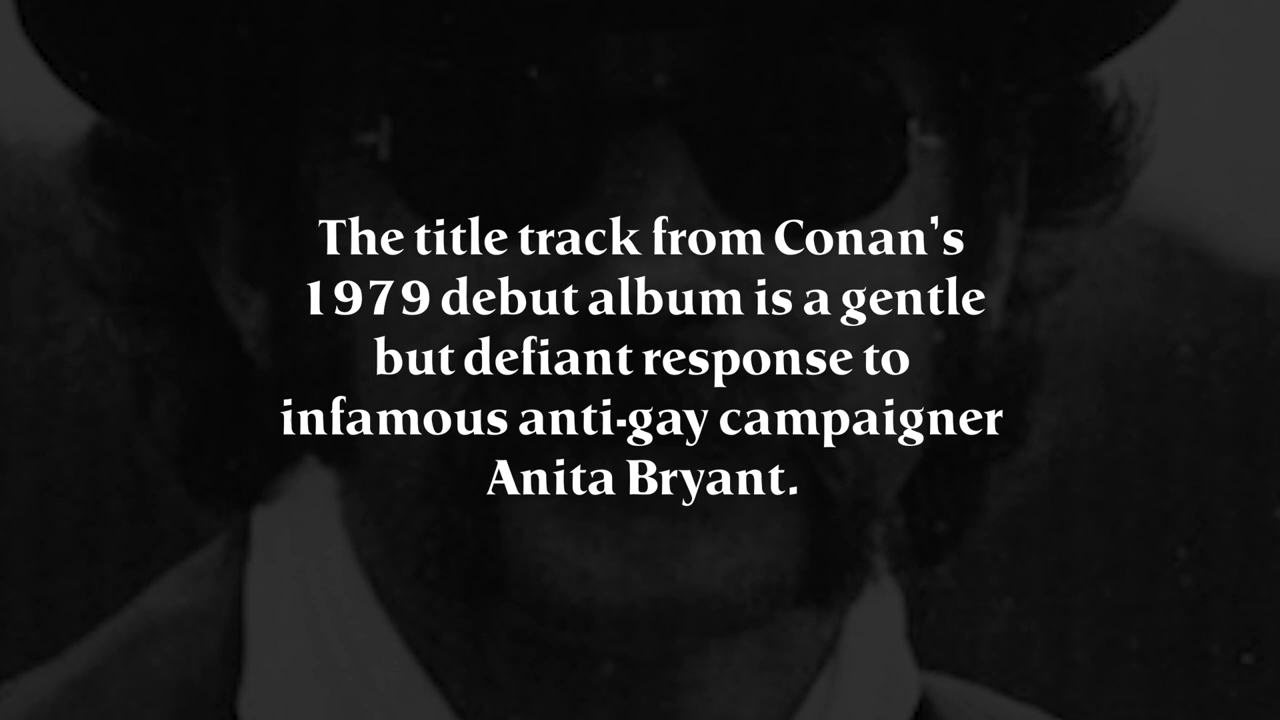 The title track from Conan's
1979 debut album is a gentle
but defiant response to
infamous anti-gay campaigner
Anita Bryant.